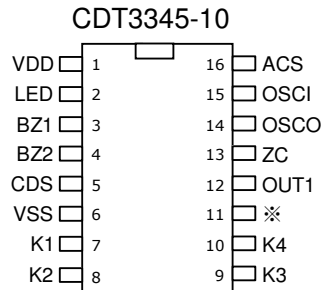 CDT3345-10
VDD 1 16 ACS
LED 2 15 OSCI
BZ1 3 14 OSCO
BZ2 4 13 ZC
CDS 5 12 OUT1
VSS 6 11 ※
K1 7 10 K4
K2 8 9 K3